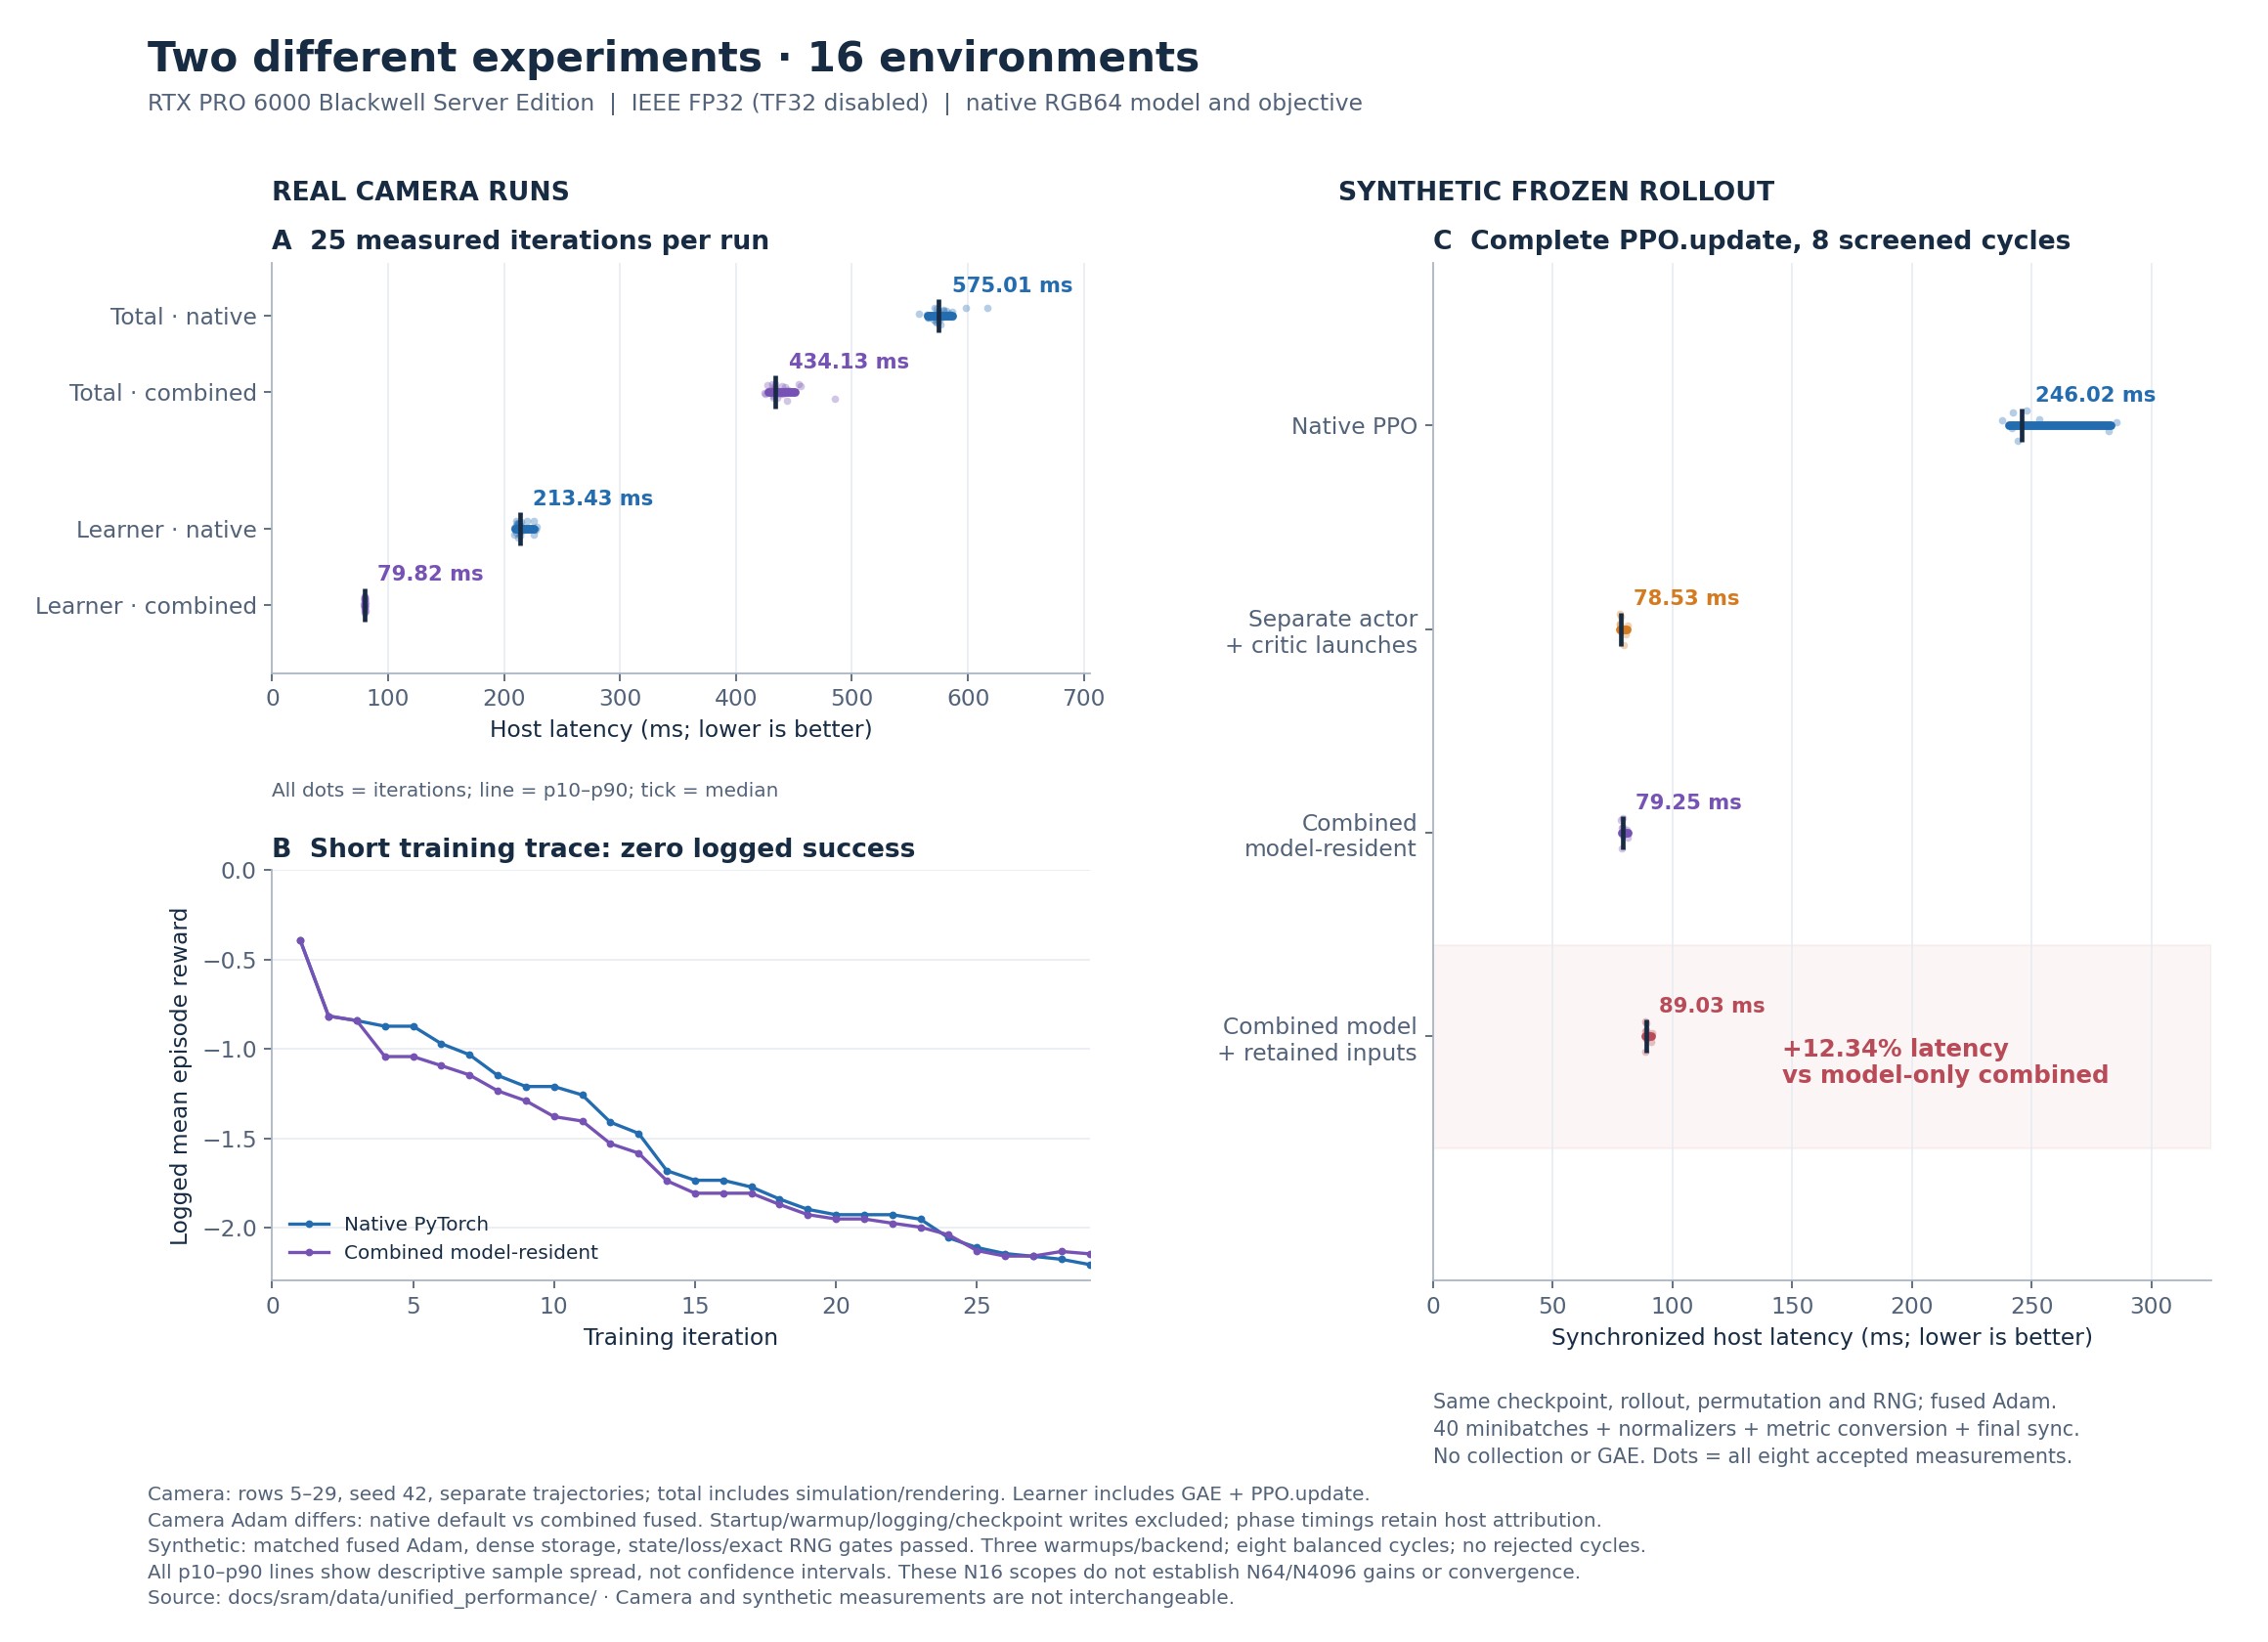 Two different experiments · 16 environments
RTX PRO 6000 Blackwell Server Edition | IEEE FP32 (TF32 disabled) | native RGB64 model and objective
REAL CAMERA RUNS
A 25 measured iterations per run
575.01 ms
Total · native
434.13 ms
Total · combined
213.43 ms
Learner · native
79.82 ms
Learner · combined
0 100 200 300 400 500 600 700
Host latency (ms; lower is better)
All dots = iterations; line = p10–p90; tick = median
B Short training trace: zero logged success
0.0
−0.5
−1.0
−1.5
−2.0
Logged mean episode reward
Native PyTorch
Combined model-resident
0 5 10 15 20 25
Training iteration
SYNTHETIC FROZEN ROLLOUT
C Complete PPO.update, 8 screened cycles
246.02 ms
Native PPO
78.53 ms
Separate actor
+ critic launches
79.25 ms
Combined
model-resident
89.03 ms
Combined model
+ retained inputs
+12.34% latency
vs model-only combined
0 50 100 150 200 250 300
Synchronized host latency (ms; lower is better)
Same checkpoint, rollout, permutation and RNG; fused Adam.
40 minibatches + normalizers + metric conversion + final sync.
No collection or GAE. Dots = all eight accepted measurements.
Camera: rows 5–29, seed 42, separate trajectories; total includes simulation/rendering. Learner includes GAE + PPO.update.
Camera Adam differs: native default vs combined fused. Startup/warmup/logging/checkpoint writes excluded; phase timings retain host attribution.
Synthetic: matched fused Adam, dense storage, state/loss/exact RNG gates passed. Three warmups/backend; eight balanced cycles; no rejected cycles.
All p10–p90 lines show descriptive sample spread, not confidence intervals. These N16 scopes do not establish N64/N4096 gains or convergence.
Source: docs/sram/data/unified_performance/ · Camera and synthetic measurements are not interchangeable.